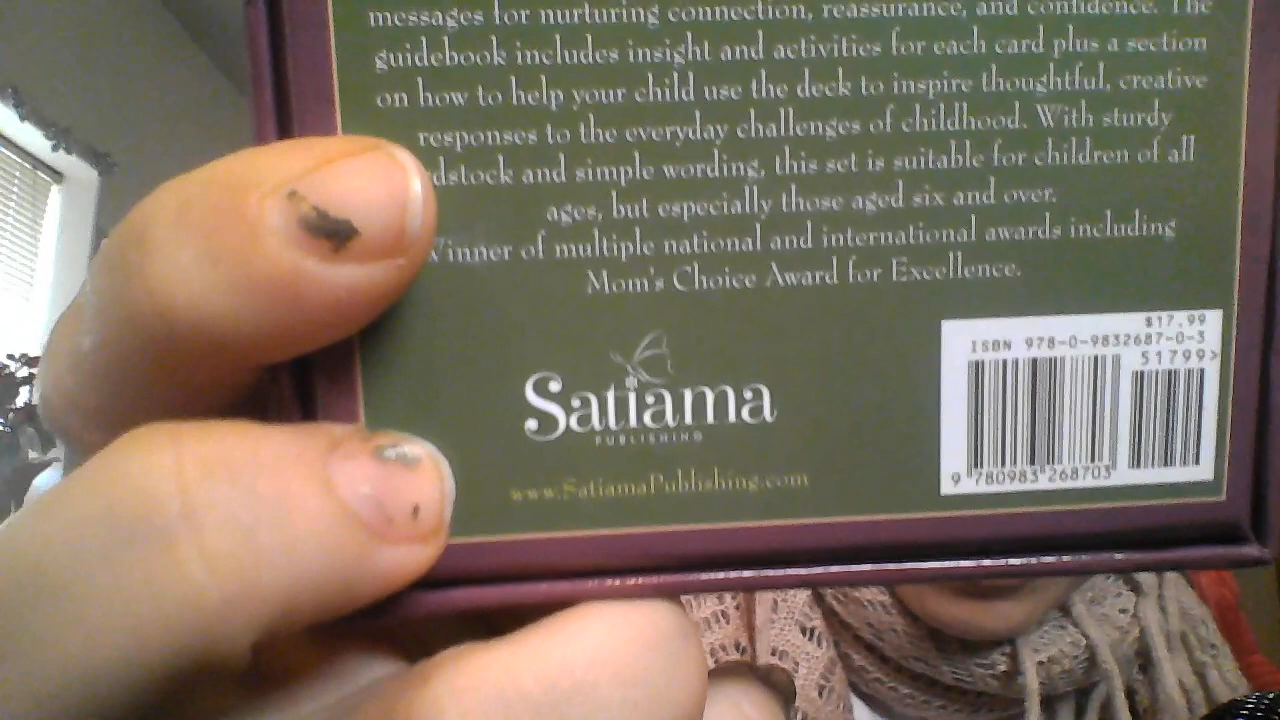 messages for nurturing connection, reassurance, and confidence. The
guidebook includes insight and activities for each card plus a section
on how to help your child use the deck to inspire thoughtful, creative
responses to the everyday challenges of childhood. With sturdy
dstock and simple wording, this set is suitable for children of all
ages, but especially those aged six and over.
Winner of multiple national and international awards including
Mom's Choice Award for Excellence.
$17.99
ISBN 978-0-9832687-0-3
51799>
Satiama
PUBLISHING
www.SatiamaPublishing.com
9 780983 268703